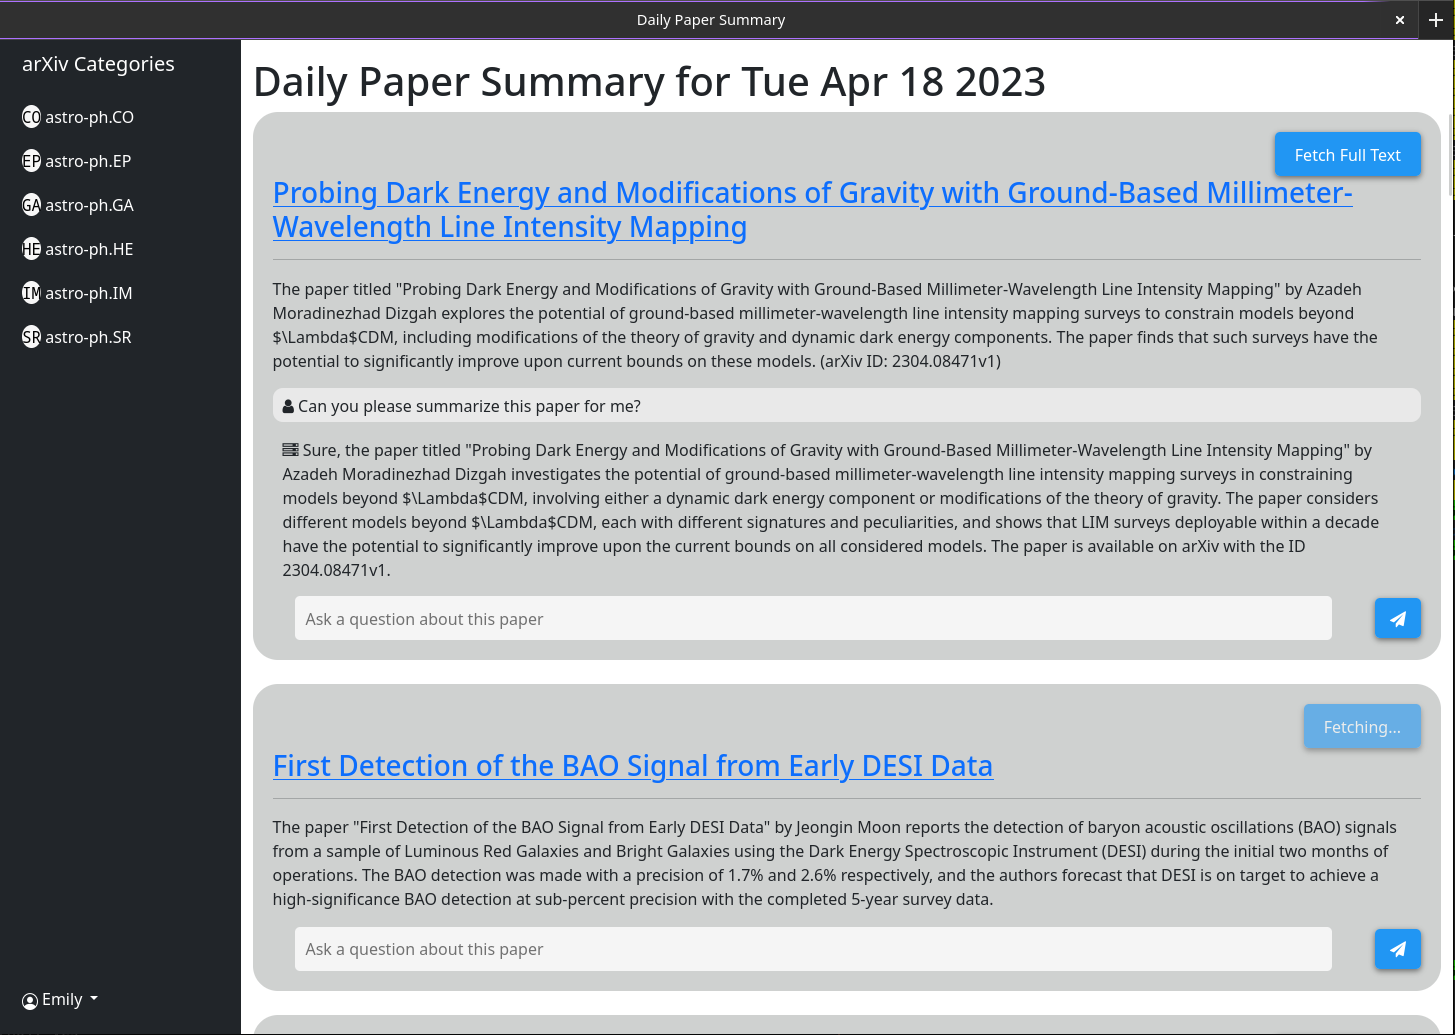 Daily Paper Summary
arXiv Categories
CO astro-ph.CO
EP astro-ph.EP
GA astro-ph.GA
HE astro-ph.HE
IM astro-ph.IM
SR astro-ph.SR
Emily
Daily Paper Summary for Tue Apr 18 2023
Fetch Full Text
Probing Dark Energy and Modifications of Gravity with Ground-Based Millimeter-
Wavelength Line Intensity Mapping
The paper titled "Probing Dark Energy and Modifications of Gravity with Ground-Based Millimeter-Wavelength Line Intensity Mapping" by Azadeh
Moradinezhad Dizgah explores the potential of ground-based millimeter-wavelength line intensity mapping surveys to constrain models beyond
$\Lambda$CDM, including modifications of the theory of gravity and dynamic dark energy components. The paper finds that such surveys have the
potential to significantly improve upon current bounds on these models. (arXiv ID: 2304.08471v1)
Can you please summarize this paper for me?
Sure, the paper titled "Probing Dark Energy and Modifications of Gravity with Ground-Based Millimeter-Wavelength Line Intensity Mapping" by
Azadeh Moradinezhad Dizgah investigates the potential of ground-based millimeter-wavelength line intensity mapping surveys in constraining
models beyond $\Lambda$CDM, involving either a dynamic dark energy component or modifications of the theory of gravity. The paper considers
different models beyond $\Lambda$CDM, each with different signatures and peculiarities, and shows that LIM surveys deployable within a decade
have the potential to significantly improve upon the current bounds on all considered models. The paper is available on arXiv with the ID
2304.08471v1.
Ask a question about this paper
Fetching...
First Detection of the BAO Signal from Early DESI Data
The paper "First Detection of the BAO Signal from Early DESI Data" by Jeongin Moon reports the detection of baryon acoustic oscillations (BAO) signals
from a sample of Luminous Red Galaxies and Bright Galaxies using the Dark Energy Spectroscopic Instrument (DESI) during the initial two months of
operations. The BAO detection was made with a precision of 1.7% and 2.6% respectively, and the authors forecast that DESI is on target to achieve a
high-significance BAO detection at sub-percent precision with the completed 5-year survey data.
Ask a question about this paper